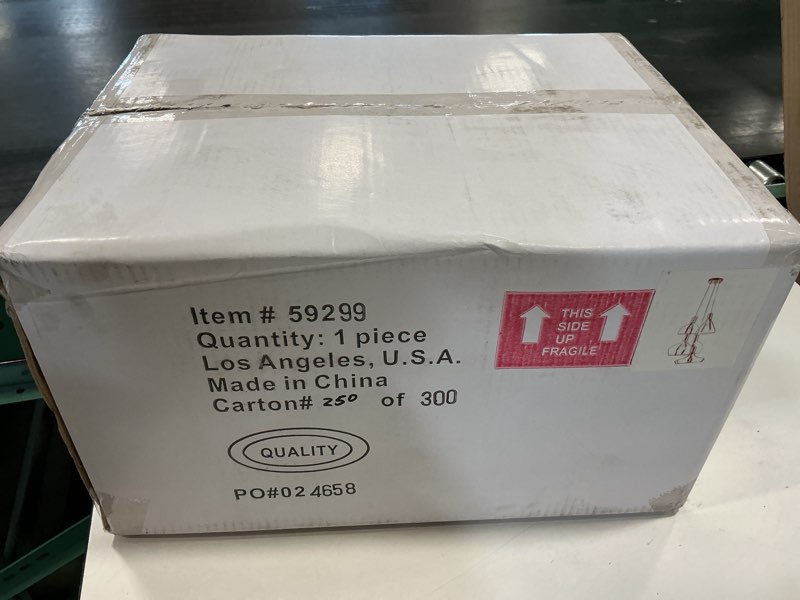 Item # 59299
Quantity: 1 piece
Los Angeles, U.S.A.
Made in China
Carton# 250 of 300
QUALITY
PO#024658
THIS
SIDE
UP
FRAGILE